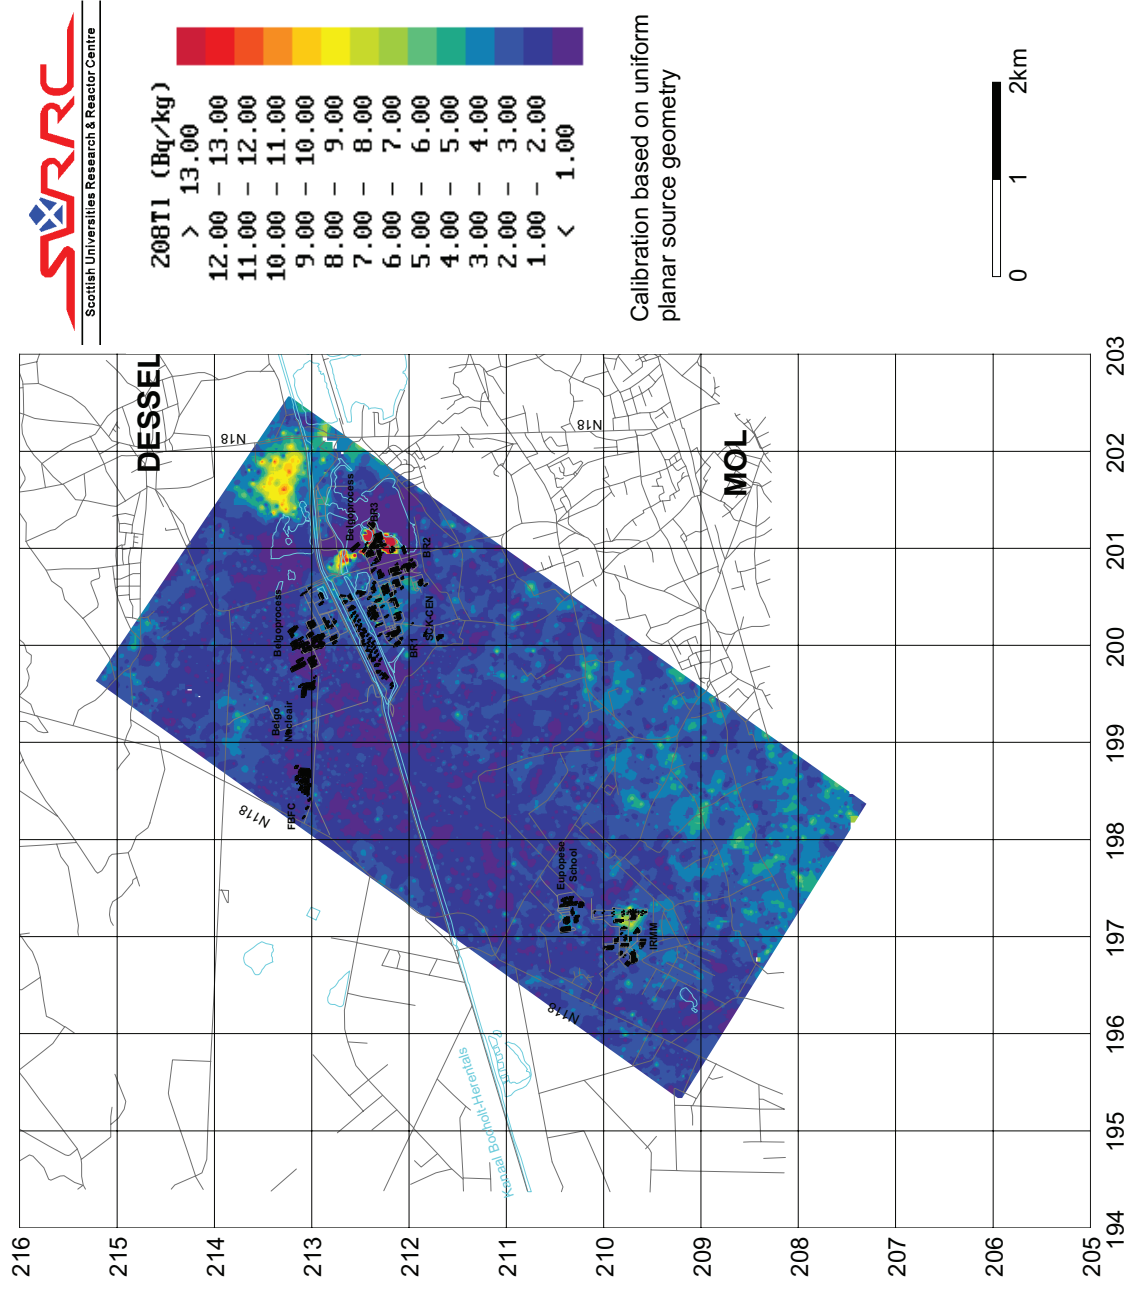 SURRC
Scottish Universities Research & Reactor Centre
208Tl (Bq/kg)
> 13.00
12.00 - 13.00
11.00 - 12.00
10.00 - 11.00
9.00 - 10.00
8.00 - 9.00
7.00 - 8.00
6.00 - 7.00
5.00 - 6.00
4.00 - 5.00
3.00 - 4.00
2.00 - 3.00
1.00 - 2.00
< 1.00
Calibration based on uniform
planar source geometry
0 1 2km
DESSEL
MOL
N18
N18
N118
N118
Belgoprocess
BR3
BR2
Belgoprocess
SCK-CEN
BR1
Belgo
Nucleair
FBFC
Eupopese
School
IRMM
Kanaal Bocholt-Herentals
216
215
214
213
212
211
210
209
208
207
206
205
194
195
196
197
198
199
200
201
202
203